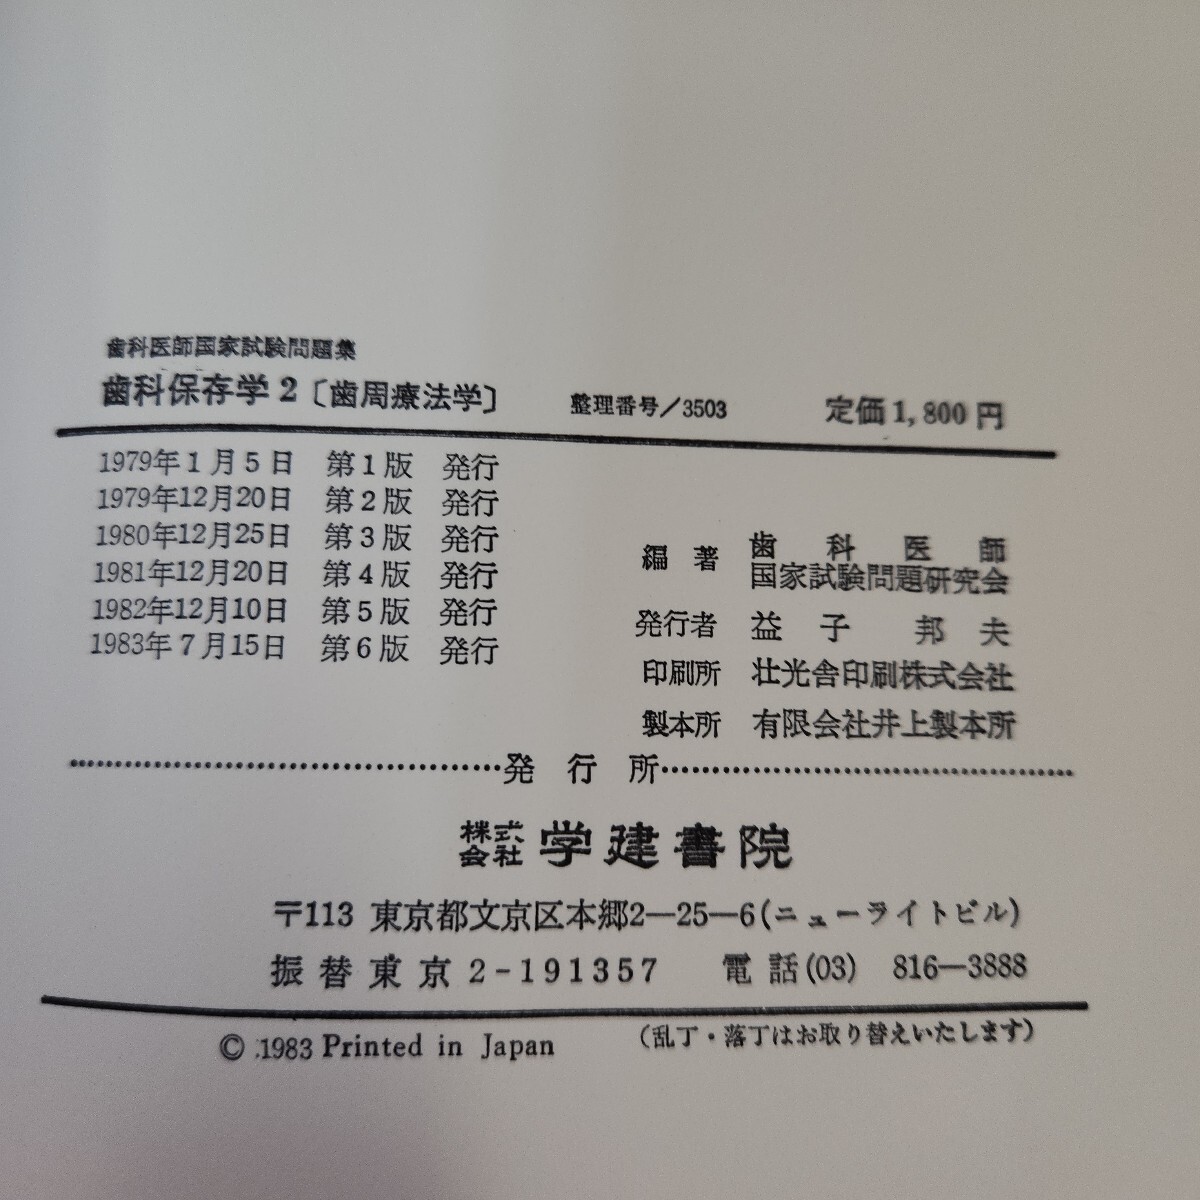 歯科医師国家試験問題集
歯科保存学2〔歯周療法学〕 整理番号/3503 定価1,800円
1979年1月5日 第1版 発行
1979年12月20日 第2版 発行
1980年12月25日 第3版 発行
1981年12月20日 第4版 発行
1982年12月10日 第5版 発行
1983年7月15日 第6版 発行
編著 歯科医師
国家試験問題研究会
発行者 益子 邦夫
印刷所 壮光舎印刷株式会社
製本所 有限会社井上製本所
発行所
株式会社 学建書院
〒113 東京都文京区本郷2―25―6(ニューライトビル)
振替東京2-191357 電話(03) 816―3888
© 1983 Printed in Japan (乱丁・落丁はお取り替えいたします)